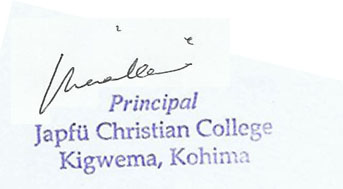 Principal
Japfü Christian College
Kigwema, Kohima